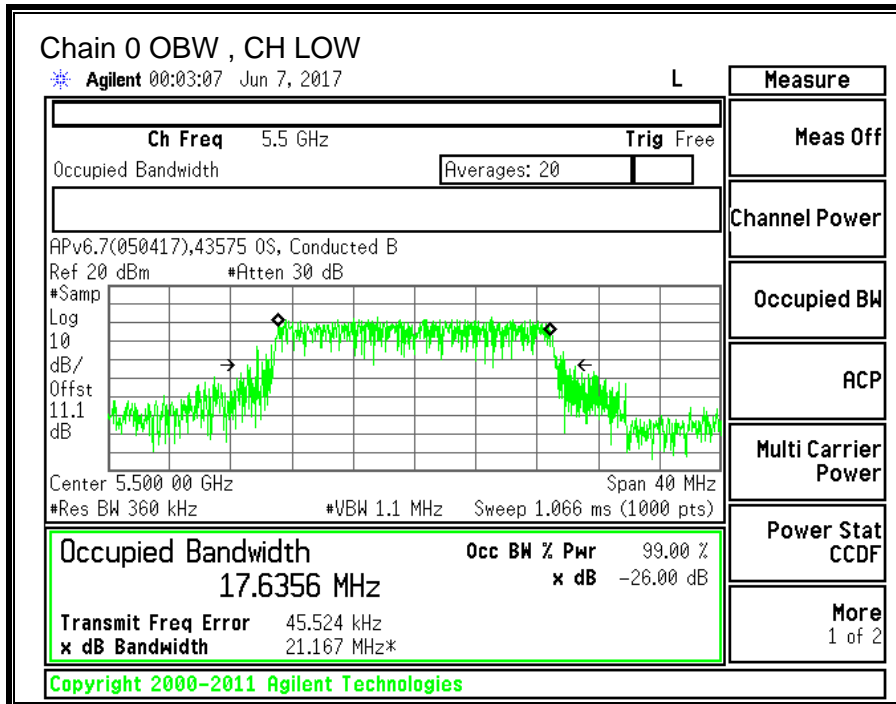 Chain 0 OBW , CH LOW
Agilent 00:03:07 Jun 7, 2017 L
Measure
Ch Freq 5.5 GHz Trig Free
Meas Off
Occupied Bandwidth Averages: 20
Channel Power
APv6.7(050417),43575 OS, Conducted B
Ref 20 dBm #Atten 30 dB
#Samp
Log
10
dB/
Offst
11.1
dB
Occupied BW
ACP
Center 5.500 00 GHz Span 40 MHz
#Res BW 360 kHz #VBW 1.1 MHz Sweep 1.066 ms (1000 pts)
Multi Carrier
Power
Occupied Bandwidth Occ BW % Pwr 99.00 %
17.6356 MHz x dB -26.00 dB
Power Stat
CCDF
Transmit Freq Error 45.524 kHz
x dB Bandwidth 21.167 MHz*
More
1 of 2
Copyright 2000-2011 Agilent Technologies